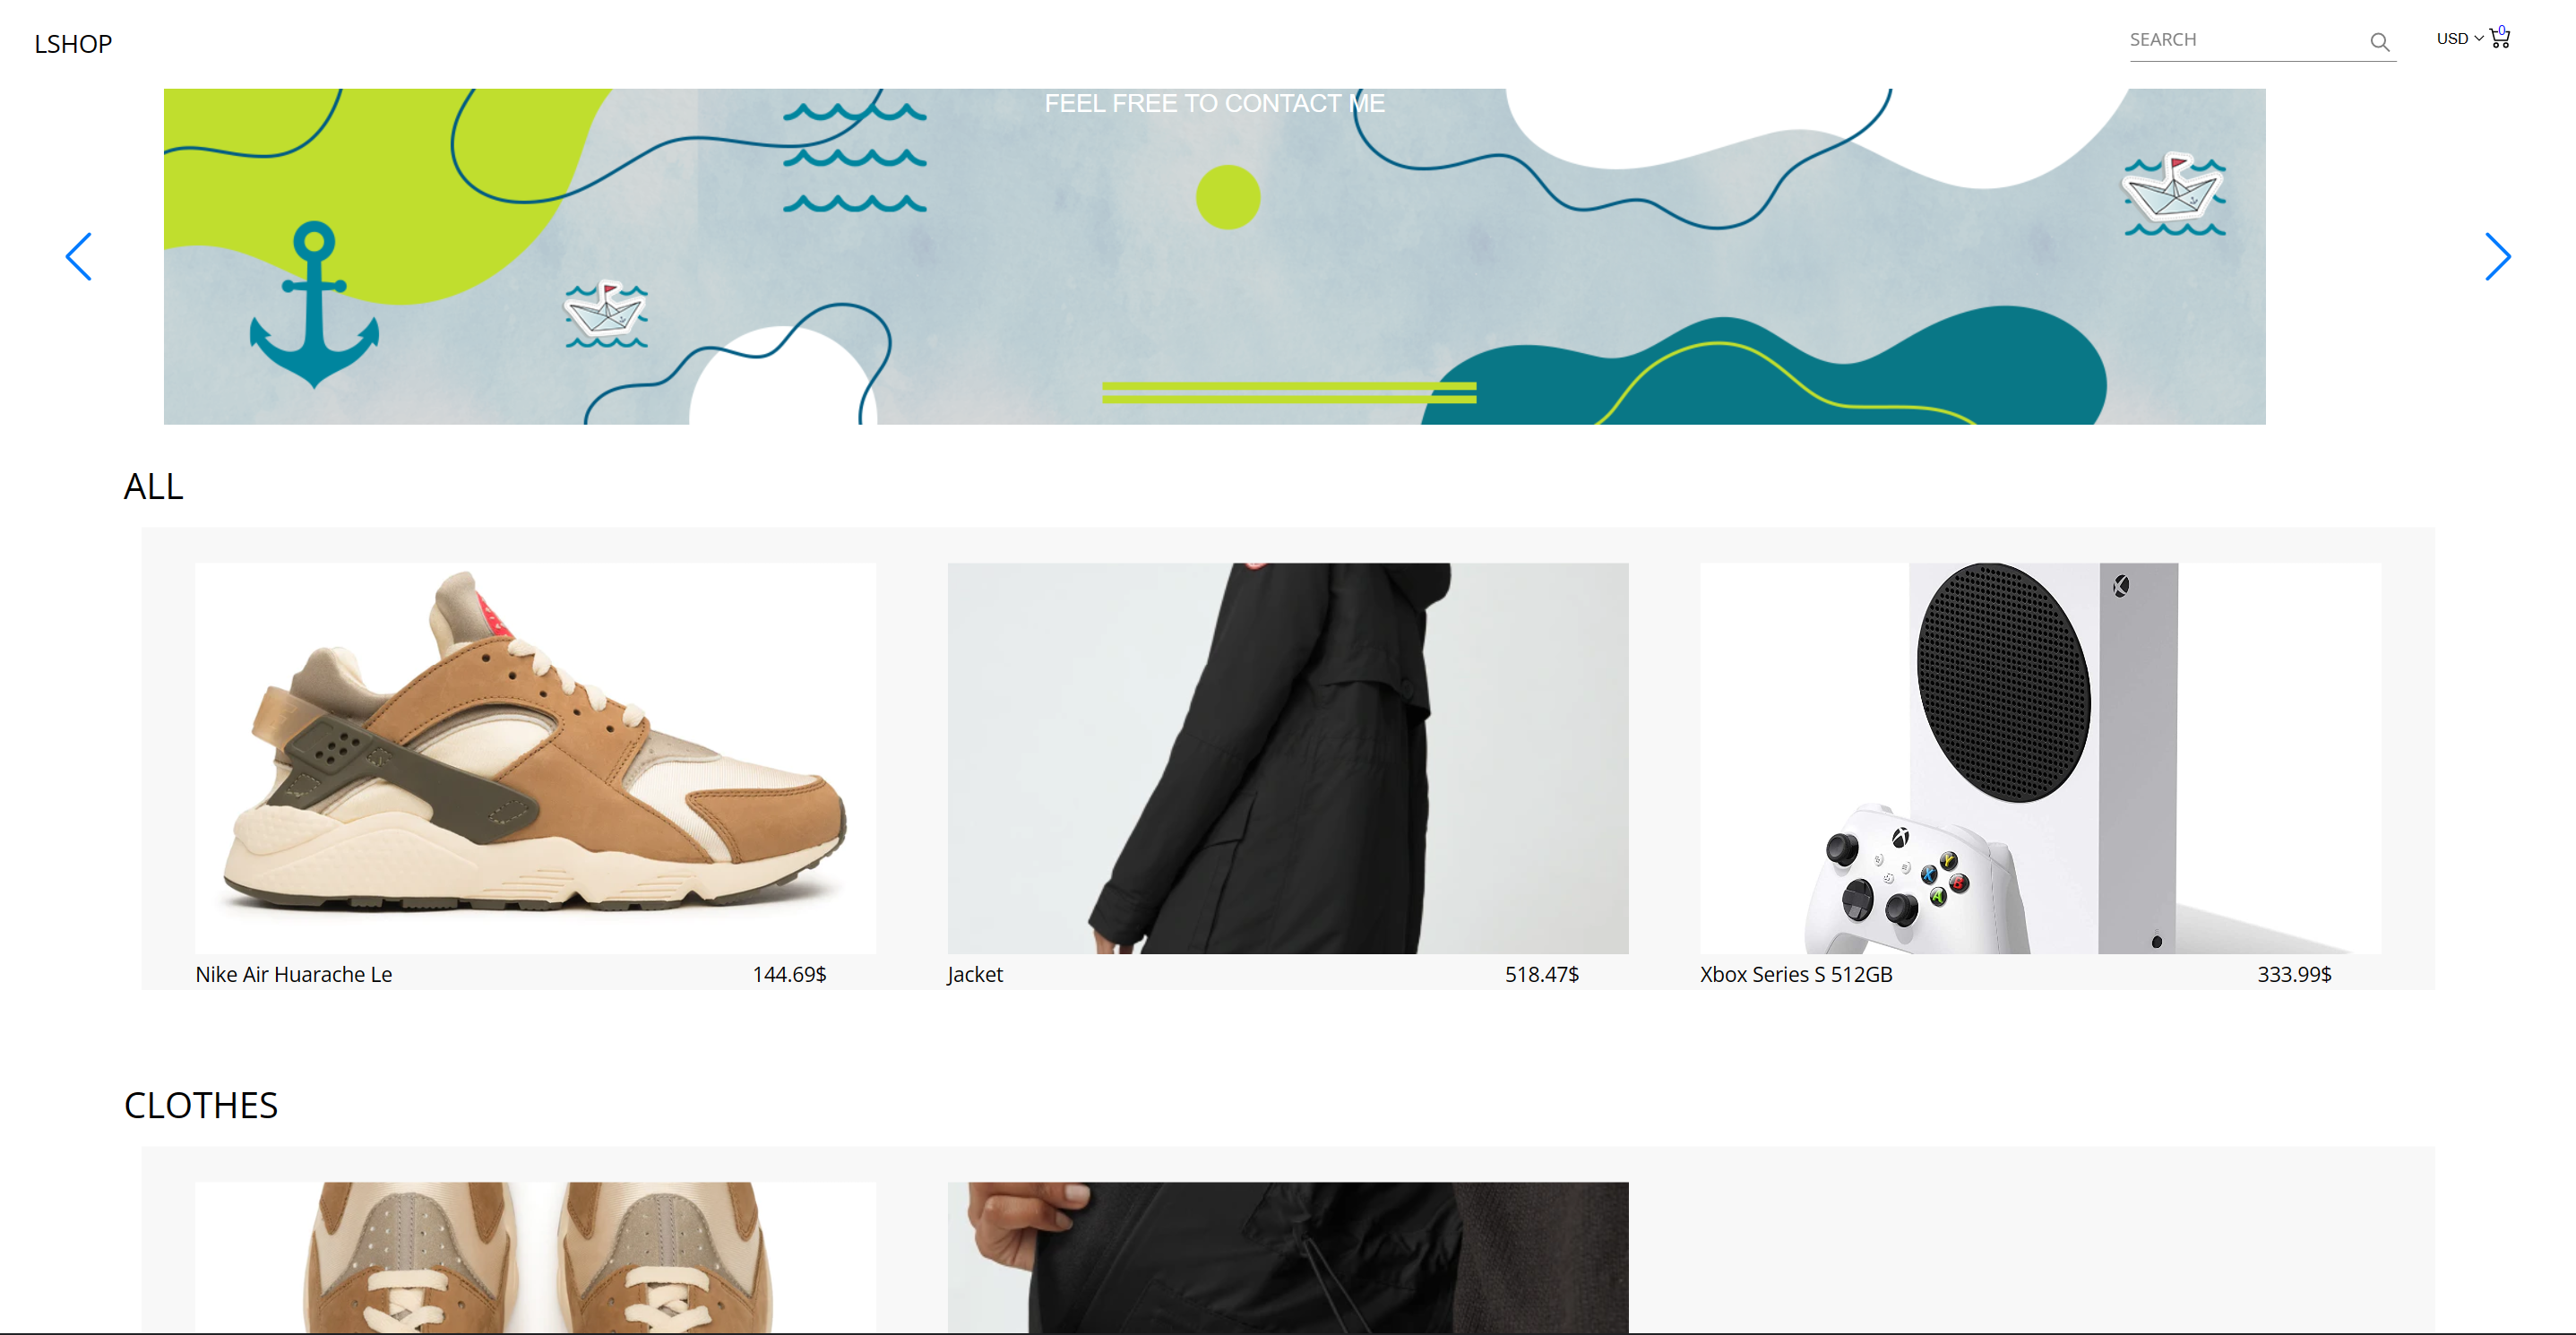 LSHOP
SEARCH
USD
0
FEEL FREE TO CONTACT ME
ALL
Nike Air Huarache Le
144.69$
Jacket
518.47$
Xbox Series S 512GB
333.99$
CLOTHES